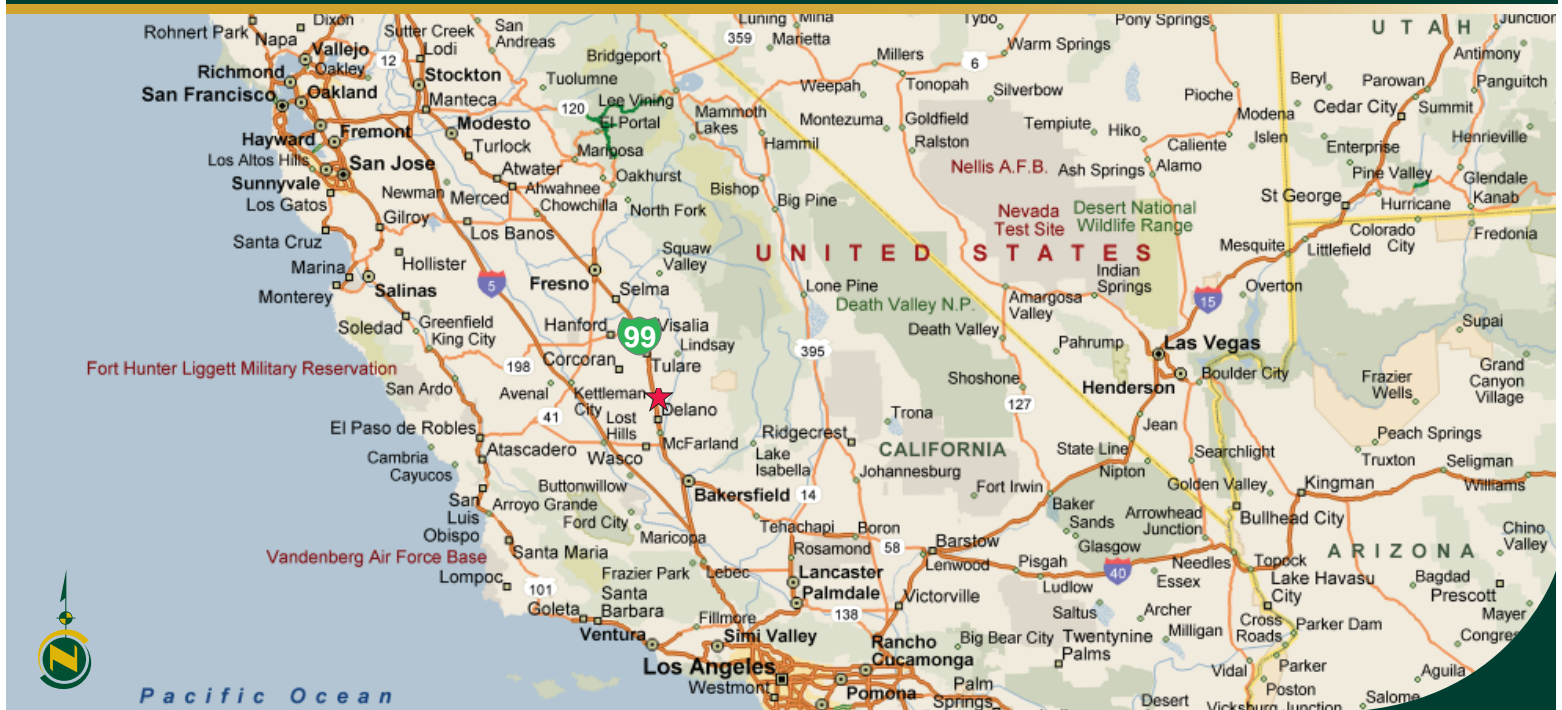 Rohnert Park
Napa
Dixon
Vallejo
Oakley
Richmond
San Francisco
Oakland
Sutter Creek
Lodi
12
Stockton
Manteca
San
Andreas
Tuolumne
120
Bridgeport
Lee Vining
El Portal
Mariposa
Hayward
Fremont
Los Altos Hills
San Jose
Sunnyvale
Los Gatos
Modesto
Turlock
Atwater
Newman
Merced
Ahwahnee
Chowchilla
Oakhurst
North Fork
Gilroy
Los Banos
Santa Cruz
Hollister
Marina
Monterey
Salinas
5
Fresno
Selma
Squaw
Valley
Soledad
Greenfield
King City
Hanford
99
Visalia
Lindsay
Corcoran
Tulare
198
Fort Hunter Liggett Military Reservation
San Ardo
Avenal
Kettleman
City
Delano
41
Lost
Hills
McFarland
El Paso de Robles
Atascadero
Wasco
Cambria
Cayucos
Buttonwillow
Bakersfield
14
San
Luis
Obispo
Arroyo Grande
Ford City
Maricopa
Vandenberg Air Force Base
Santa Maria
Lompoc
101
Frazier Park
Lebec
Santa
Barbara
Goleta
Ventura
Fillmore
Simi Valley
Los Angeles
Westmont
Pomona
Rancho
Cucamonga
N
Pacific Ocean
Luning
Mina
359
Marietta
Tybo
Pony Springs
Millers
6
Warm Springs
Weepah
Tonopah
Silverbow
Mammoth
Lakes
Montezuma
Goldfield
Ralston
Tempiute
Hiko
Pioche
Modena
Hammil
Caliente
Islen
Nellis A.F.B.
Ash Springs
Alamo
Bishop
Big Pine
Nevada
Test Site
Desert National
Wildlife Range
UNITED STATES
Lone Pine
Death Valley N.P.
Amargosa
Valley
Indian
Springs
Mesquite
15
Overton
Death Valley
Pahrump
Las Vegas
395
Shoshone
Henderson
Boulder City
127
Trona
Jean
Ridgecrest
CALIFORNIA
State Line
Searchlight
Lake
Isabella
Johannesburg
Nipton
Fort Irwin
Golden Valley
Baker
Sands
Arrowhead
Junction
Bullhead City
Tehachapi
Boron
Rosamond
58
Barstow
Lenwood
Glasgow
Pisgah
40
Needles
Topock
Lancaster
Palmdale
Ludlow
Essex
Lake Havasu
City
138
Victorville
Saltus
Archer
Milligan
Cross
Roads
Parker Dam
Big Bear City
Twentynine
Palms
Vidal
Parker
Palm
Springs
Desert
Poston
Vicksburg Junction
Salome
Aguila
UTAH
Junction
Antimony
Beryl
Parowan
Panguitch
Cedar City
Summit
Enterprise
Henrieville
Pine Valley
Glendale
St George
Hurricane
Kanab
Colorado
City
Fredonia
Littlefield
Supai
Frazier
Wells
Grand
Canyon
Village
Peach Springs
Truxton
Seligman
Kingman
Williams
Chino
Valley
ARIZONA
Bagdad
Prescott
Mayer